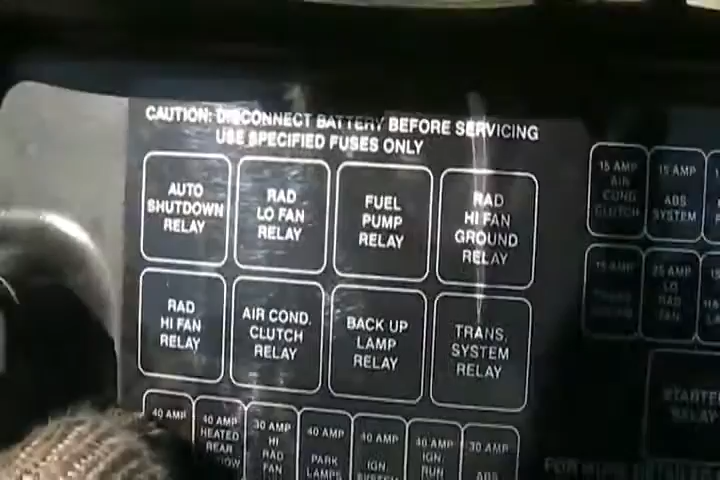 CAUTION: DISCONNECT BATTERY BEFORE SERVICING
USE SPECIFIED FUSES ONLY
AUTO
SHUTDOWN
RELAY
RAD
LO FAN
RELAY
FUEL
PUMP
RELAY
RAD
HI FAN
GROUND
RELAY
15 AMP
AIR
COND
CLUTCH
15 AMP
ABS
SYSTEM
RAD
HI FAN
RELAY
AIR COND.
CLUTCH
RELAY
BACK UP
LAMP
RELAY
TRANS.
SYSTEM
RELAY
15 AMP
25 AMP
LO
RAD
FAN
STARTER
RELAY
40 AMP
40 AMP
HEATED
REAR
30 AMP
HI
RAD
FAN
40 AMP
PARK
LAMPS
40 AMP
IGN.
SYSTEM
40 AMP
IGN.
RUN
30 AMP
ABS